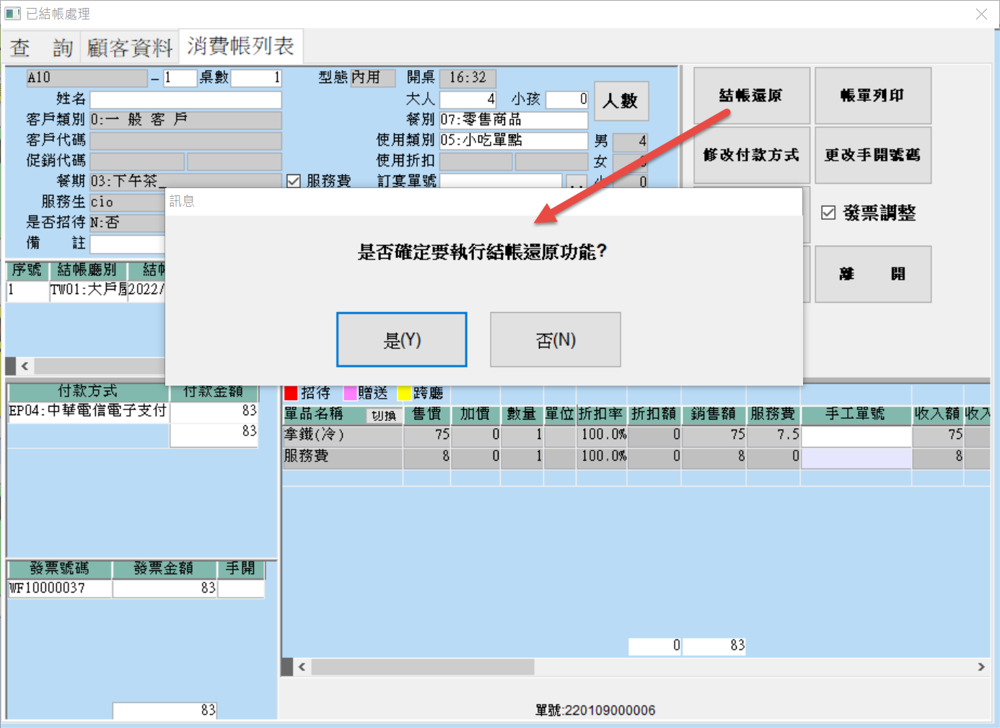 已結帳處理
查 詢 顧客資料 消費帳列表
A10 – 1 桌數 1 型態 內用 開桌 16:32
姓名 大人 4 小孩 0 人數
客戶類別 0:一 般 客 戶 餐別 07:零售商品
客戶代碼 使用類別 05:小吃單點 男 4
促銷代碼 使用折扣 女
餐期 03:下午茶_ 服務費 訂宴單號 .. 0
服務生 cio
是否招待 N:否
備 註
結帳還原 帳單列印
修改付款方式 更改手開號碼
發票調整
離 開
訊息
是否確定要執行結帳還原功能?
是(Y) 否(N)
序號 結帳廳別
1 TW01:大戶 2022/
付款方式 付款金額
EP04:中華電信電子支付 83
83
招待 贈送 跨廳
單品名稱 切換 售價 加價 數量 單位 折扣率 折扣額 銷售額 服務費 手工單號 收入額 收入
拿鐵(冷) 75 0 1 100.0% 0 75 7.5 75
服務費 8 0 1 100.0% 0 8 0 8
0 83
發票號碼 發票金額 手開
WF10000037 83
83
單號:220109000006